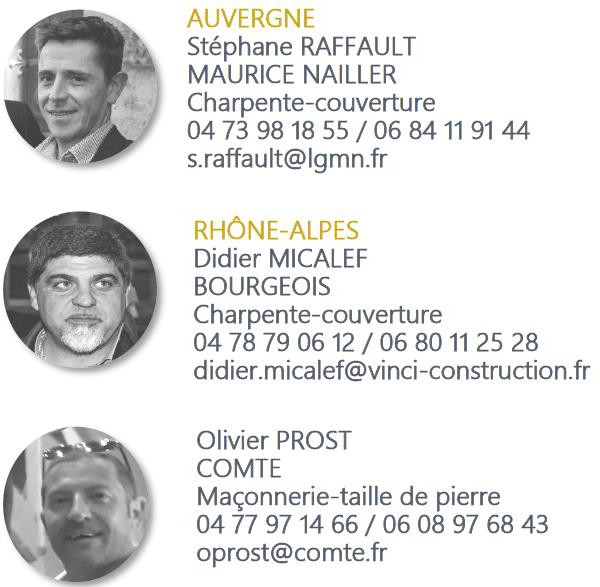 AUVERGNE
Stéphane RAFFAULT
MAURICE NAILLER
Charpente-couverture
04 73 98 18 55 / 06 84 11 91 44
s.raffault@lgmn.fr
RHÔNE-ALPES
Didier MICALEF
BOURGEOIS
Charpente-couverture
04 78 79 06 12 / 06 80 11 25 28
didier.micalef@vinci-construction.fr
Olivier PROST
COMTE
Maçonnerie-taille de pierre
04 77 97 14 66 / 06 08 97 68 43
oprost@comte.fr